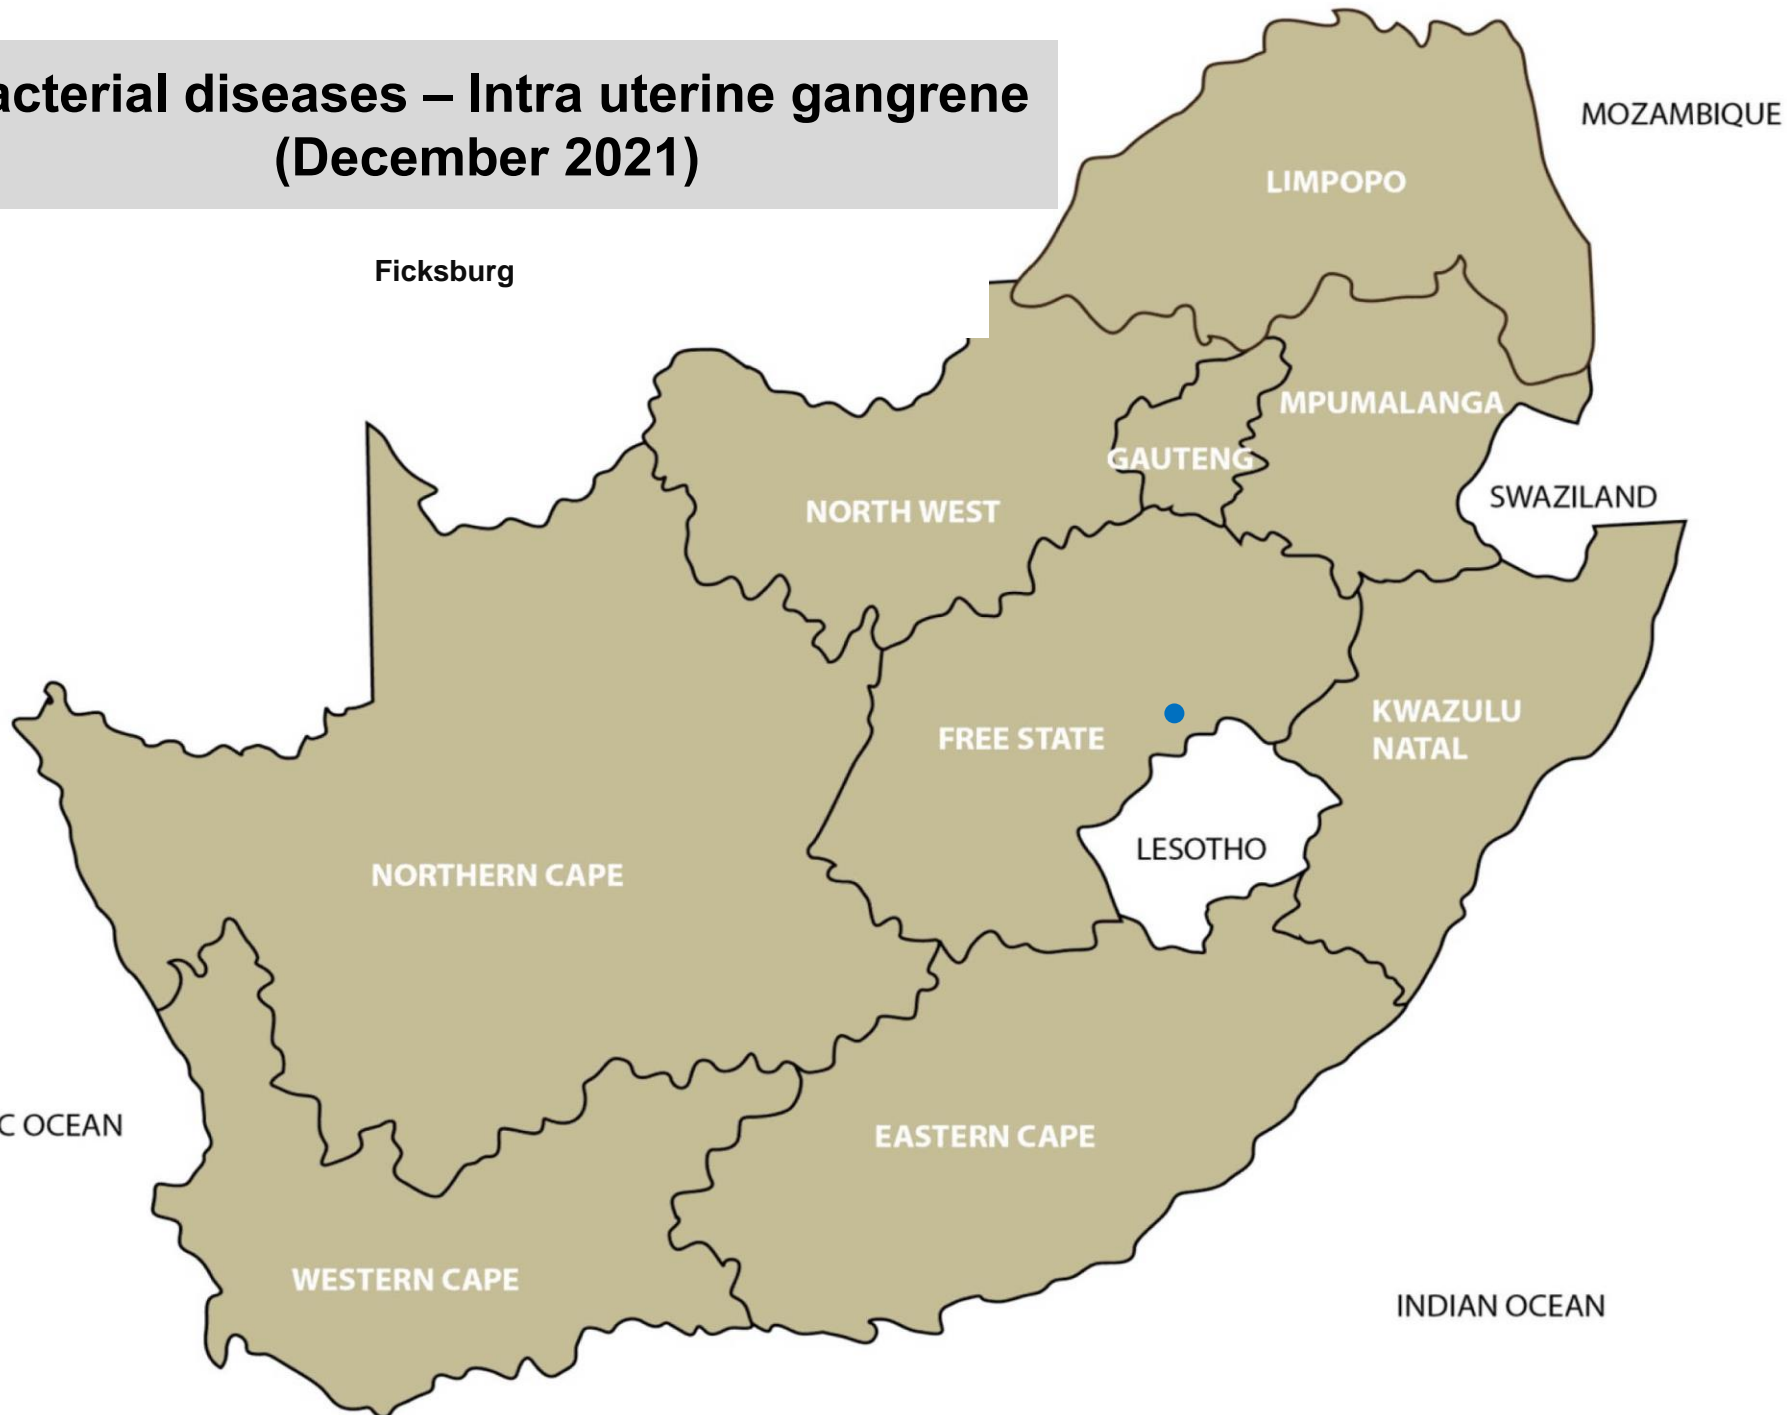 acterial diseases – Intra uterine gangrene
(December 2021)
MOZAMBIQUE
LIMPOPO
Ficksburg
MPUMALANGA
GAUTENG
SWAZILAND
NORTH WEST
KWAZULU
NATAL
FREE STATE
LESOTHO
NORTHERN CAPE
C OCEAN
EASTERN CAPE
WESTERN CAPE
INDIAN OCEAN